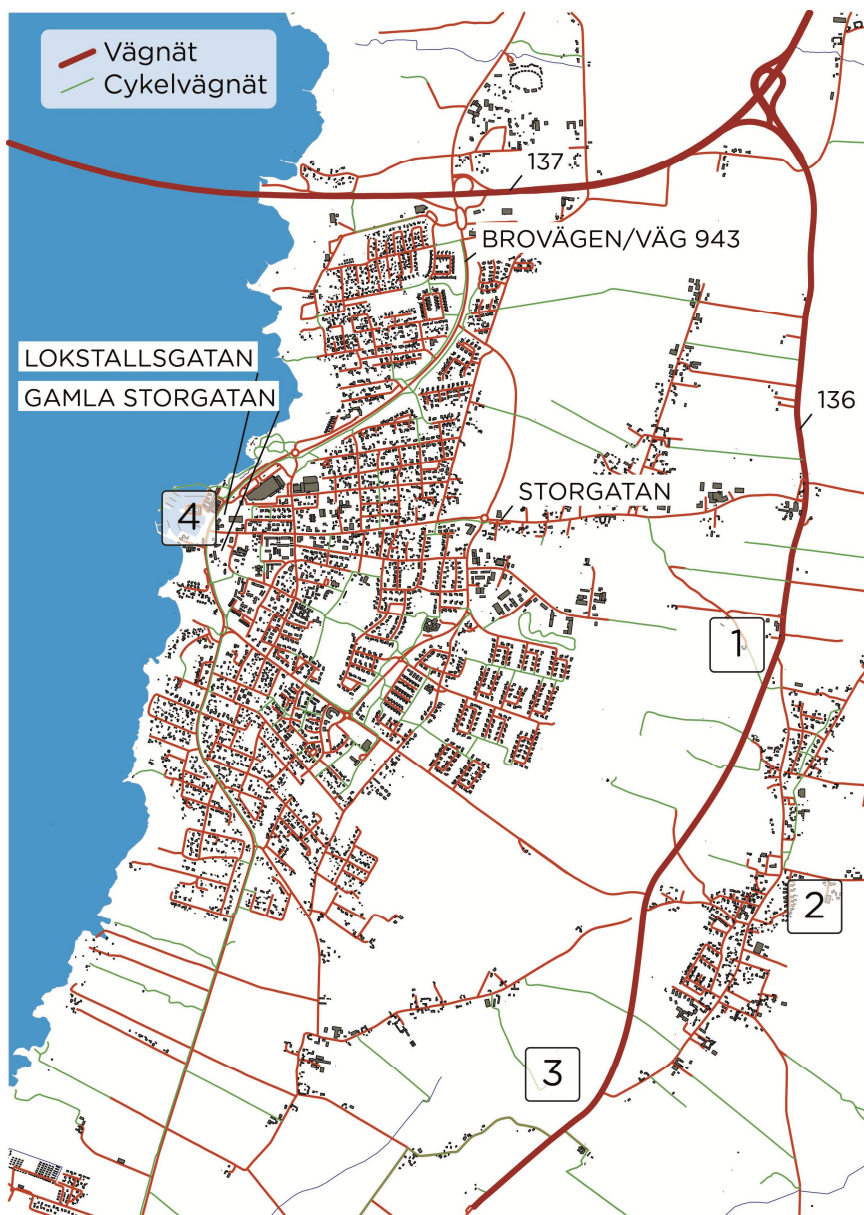 Vägnät
Cykelvägnät
137
BROVÄGEN/VÄG 943
LOKSTALLSGATAN
GAMLA STORGATAN
136
STORGATAN
4
1
2
3